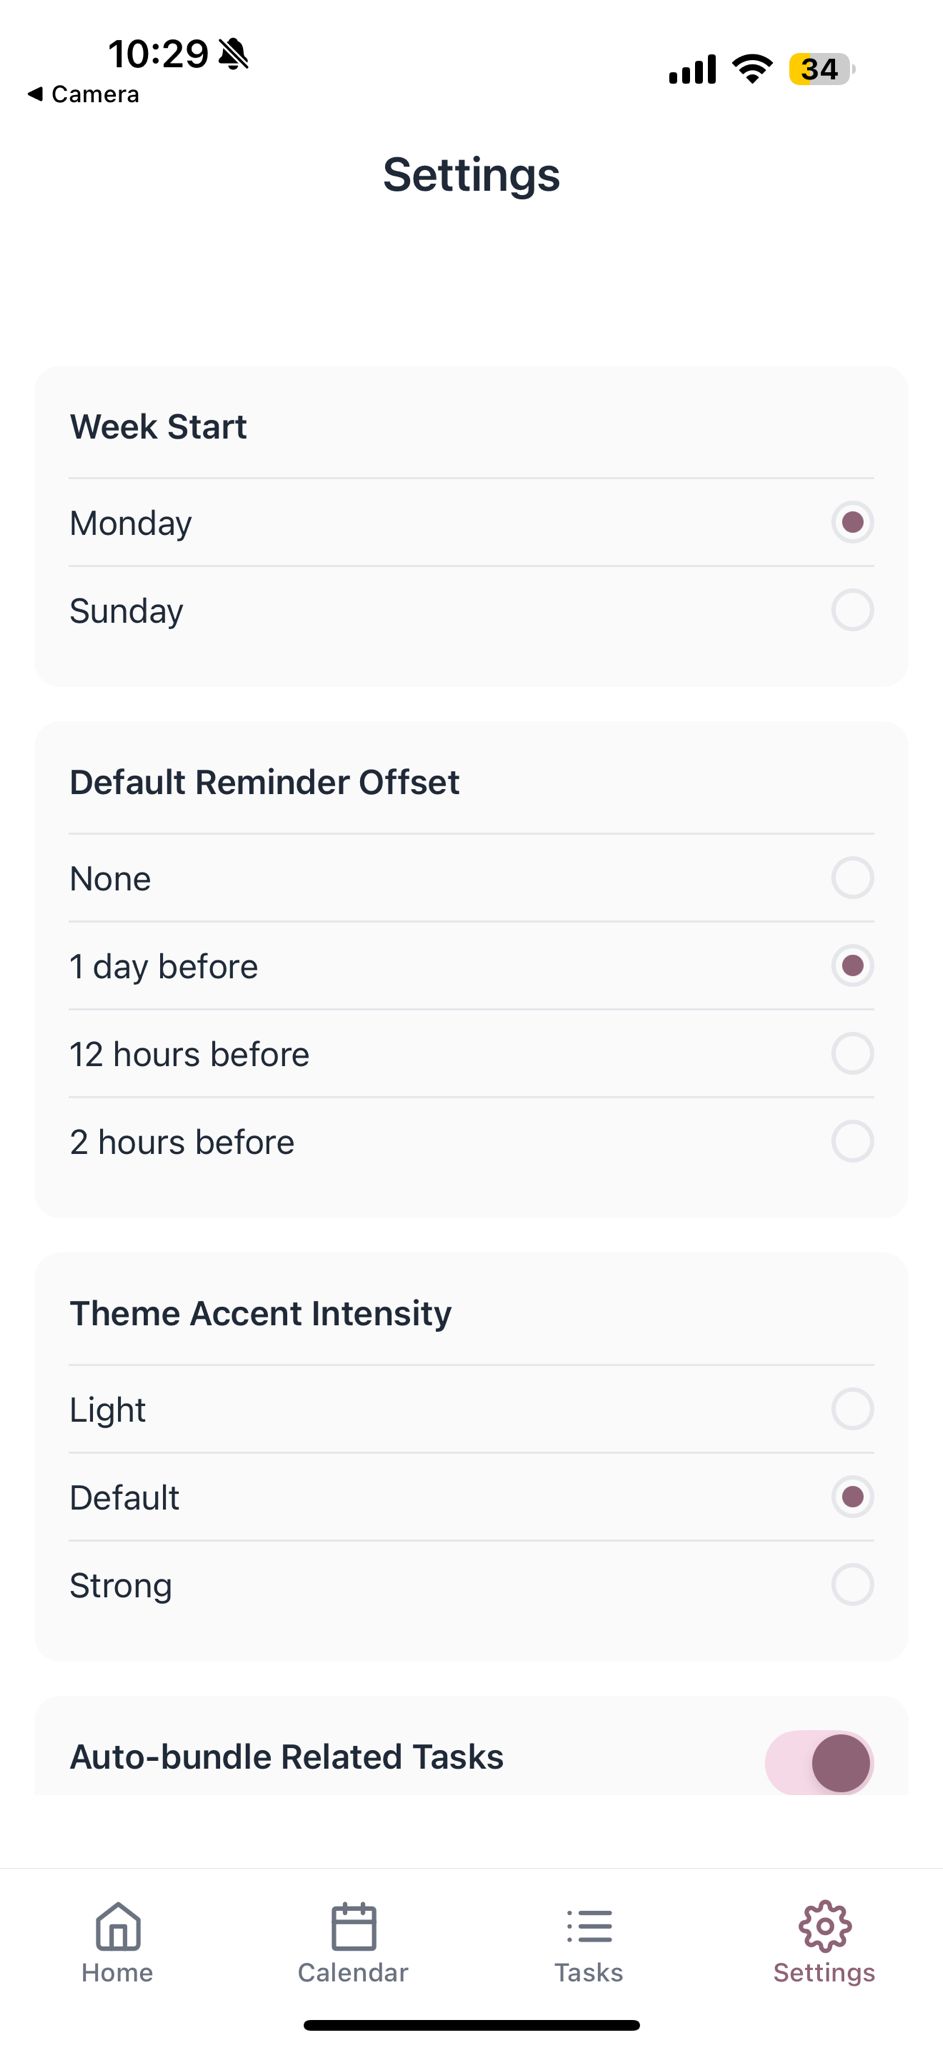 10:29
34
◀ Camera
Settings
Week Start
Monday
Sunday
Default Reminder Offset
None
1 day before
12 hours before
2 hours before
Theme Accent Intensity
Light
Default
Strong
Auto-bundle Related Tasks
Home
Calendar
Tasks
Settings